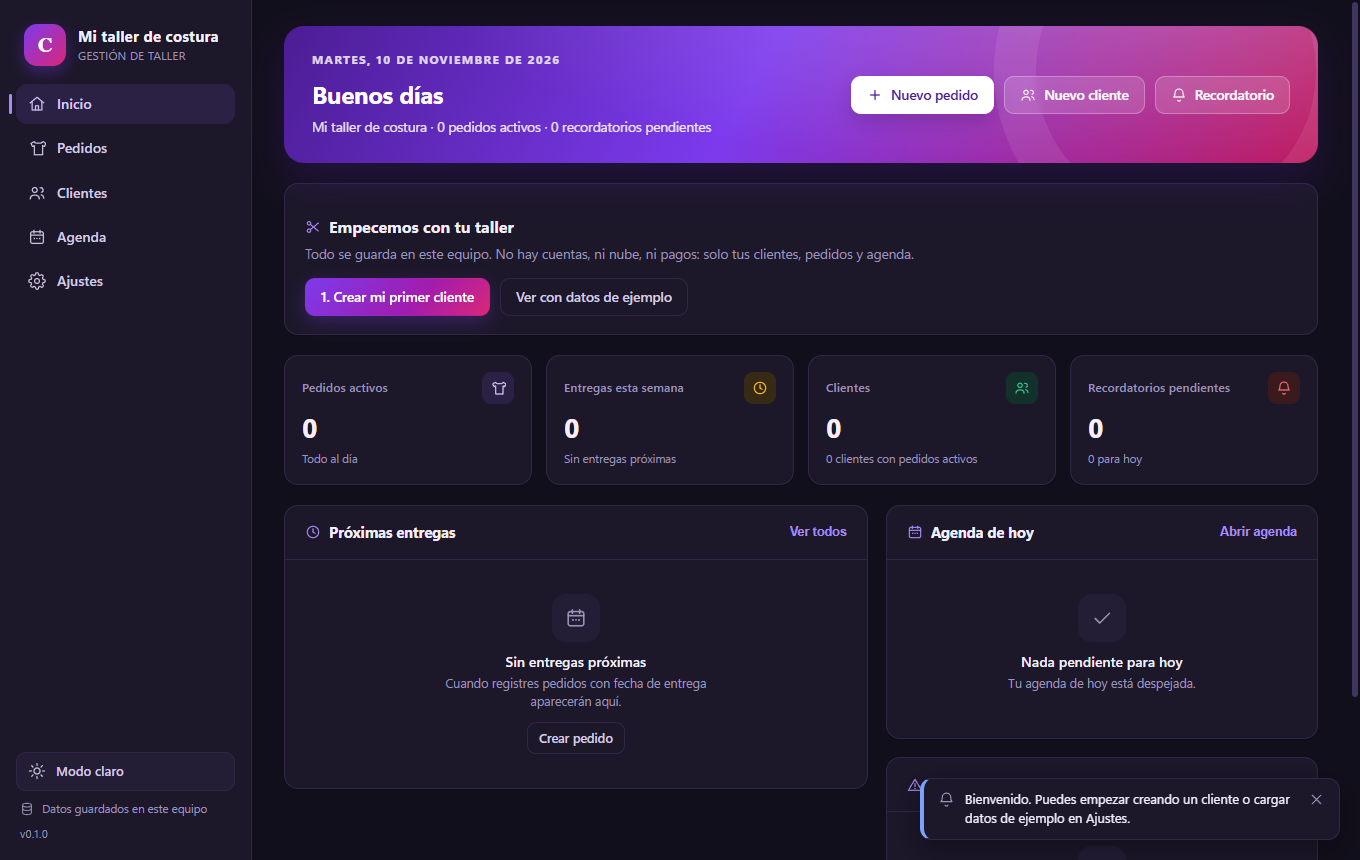 C
Mi taller de costura
GESTIÓN DE TALLER
Inicio
Pedidos
Clientes
Agenda
Ajustes
Modo claro
Datos guardados en este equipo
v0.1.0
MARTES, 10 DE NOVIEMBRE DE 2026
Buenos días
Mi taller de costura · 0 pedidos activos · 0 recordatorios pendientes
Nuevo pedido
Nuevo cliente
Recordatorio
Empecemos con tu taller
Todo se guarda en este equipo. No hay cuentas, ni nube, ni pagos: solo tus clientes, pedidos y agenda.
1. Crear mi primer cliente
Ver con datos de ejemplo
Pedidos activos
0
Todo al día
Entregas esta semana
0
Sin entregas próximas
Clientes
0
0 clientes con pedidos activos
Recordatorios pendientes
0
0 para hoy
Próximas entregas
Ver todos
Sin entregas próximas
Cuando registres pedidos con fecha de entrega
aparecerán aquí.
Crear pedido
Agenda de hoy
Abrir agenda
Nada pendiente para hoy
Tu agenda de hoy está despejada.
Bienvenido. Puedes empezar creando un cliente o cargar
datos de ejemplo en Ajustes.